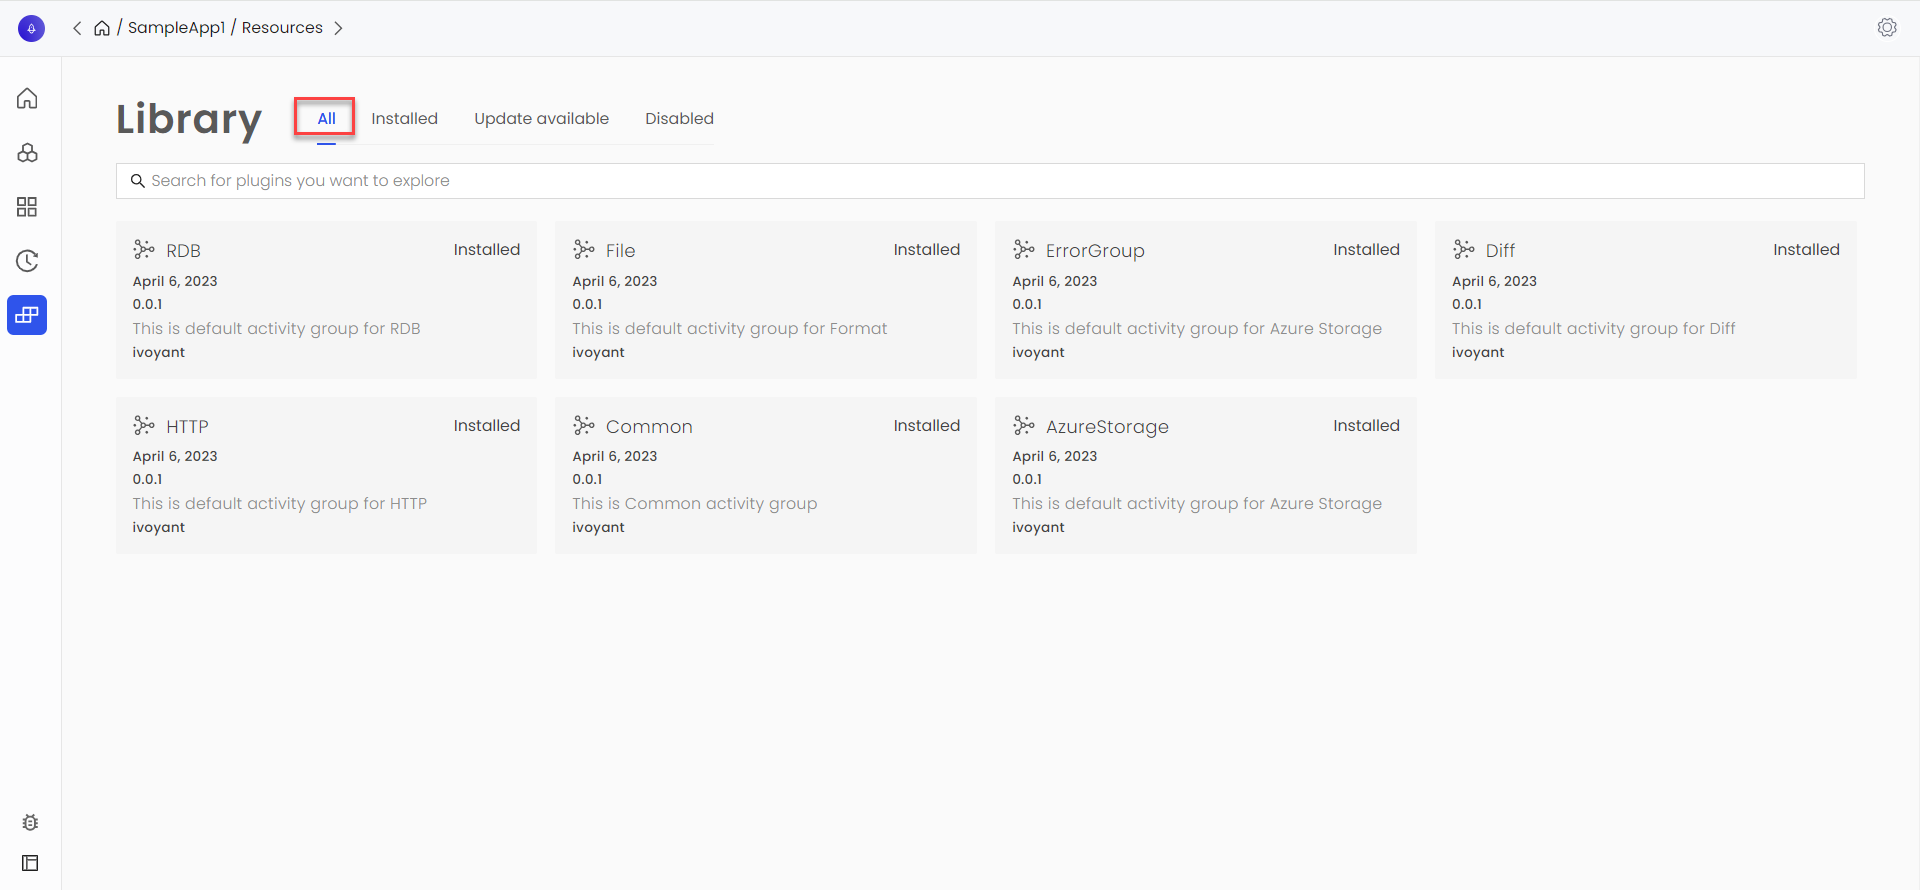 / SampleApp1 / Resources
Library
All Installed Update available Disabled
Search for plugins you want to explore
RDB Installed
April 6, 2023
0.0.1
This is default activity group for RDB
ivoyant
File Installed
April 6, 2023
0.0.1
This is default activity group for Format
ivoyant
ErrorGroup Installed
April 6, 2023
0.0.1
This is default activity group for Azure Storage
ivoyant
Diff Installed
April 6, 2023
0.0.1
This is default activity group for Diff
ivoyant
HTTP Installed
April 6, 2023
0.0.1
This is default activity group for HTTP
ivoyant
Common Installed
April 6, 2023
0.0.1
This is Common activity group
ivoyant
AzureStorage Installed
April 6, 2023
0.0.1
This is default activity group for Azure Storage
ivoyant